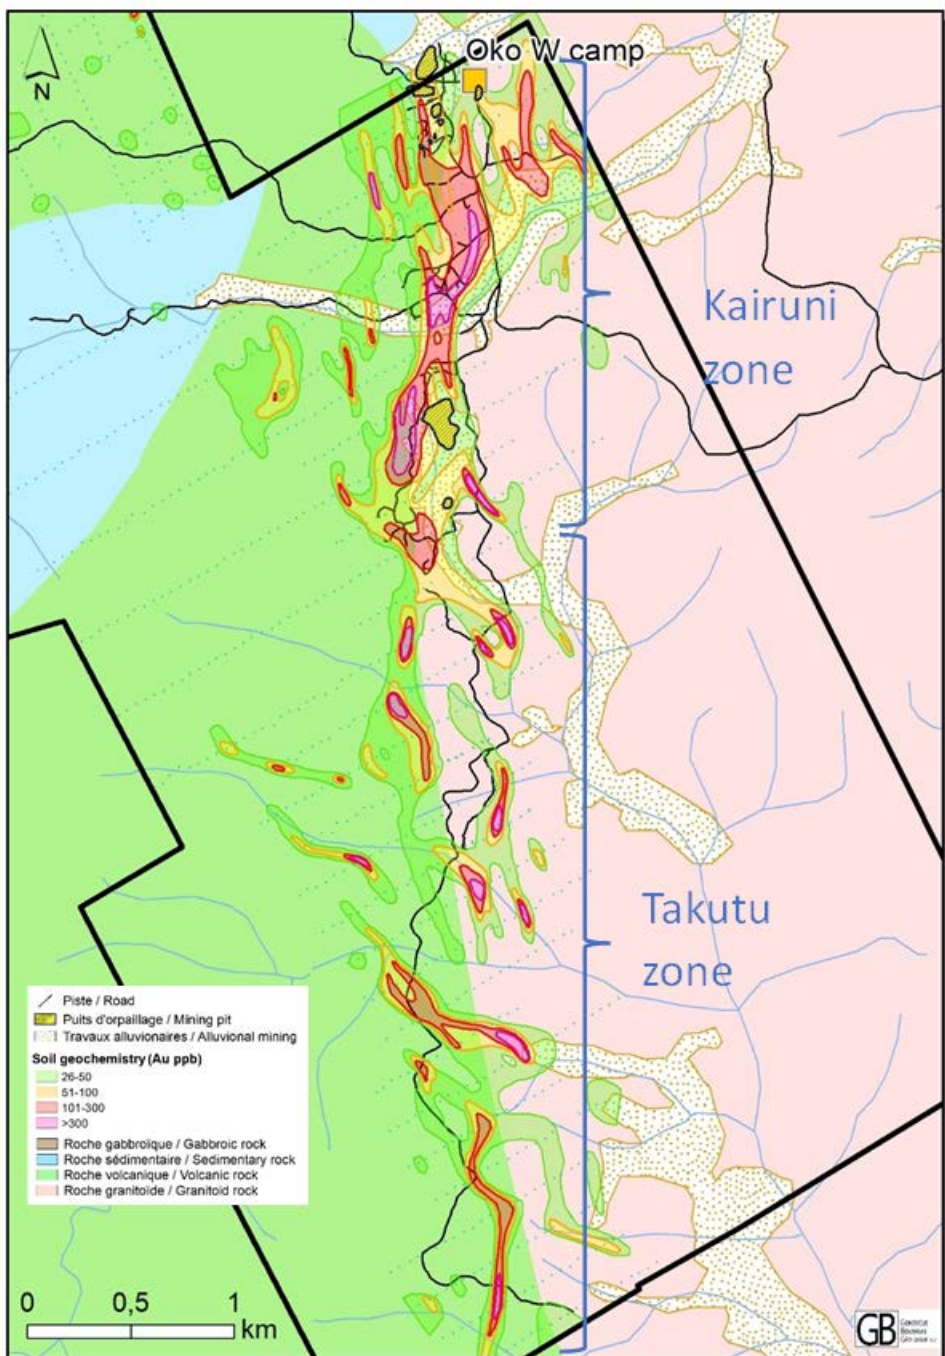 Oko W camp
N
Kairuni
zone
Takutu
zone
Piste / Road
Puits d'orpaillage / Mining pit
Travaux alluvionaires / Alluvional mining
Soil geochemistry (Au ppb)
26-50
51-100
101-300
>300
Roche gabbroïque / Gabbroic rock
Roche sédimentaire / Sedimentary rock
Roche volcanique / Volcanic rock
Roche granitoïde / Granitoid rock
0 0,5 1
km
GB